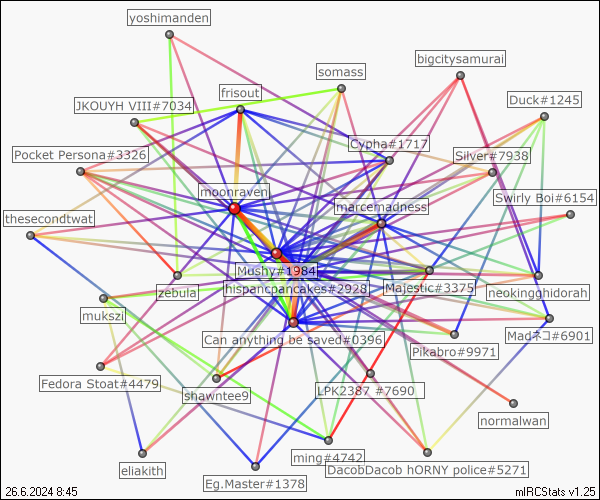 yoshimanden
bigcitysamurai
somass
frisout
Duck#1245
JKOUYH VIII#7034
Cypha#1717
Pocket Persona#3326
Silver#7938
moonraven
Swirly Boi#6154
marcemadness
thesecondtwat
Mushy#1984
hispancpancakes#2928
Majestic#3375
zebula
neokingghidorah
mukszi
Can anything be saved#0396
Madネコ#6901
Pikabro#9971
Fedora Stoat#4479
shawntee9
LPK2387 #7690
normalwan
ming#4742
eliakith
DacobDacob hORNY police#5271
Eg.Master#1378
26.6.2024 8:45
mIRCStats v1.25